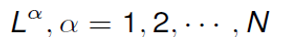 L^α, α = 1, 2, ⋯ , N